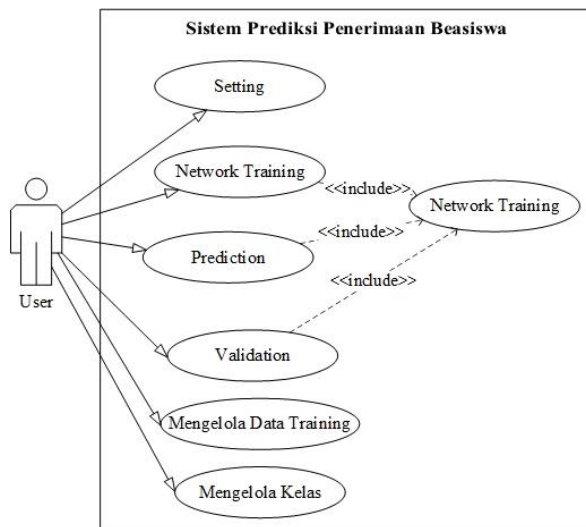 Sistem Prediksi Penerimaan Beasiswa
Setting
Network Training
<<include>>
Network Training
<<include>>
Prediction
<<include>>
User
Validation
Mengelola Data Training
Mengelola Kelas